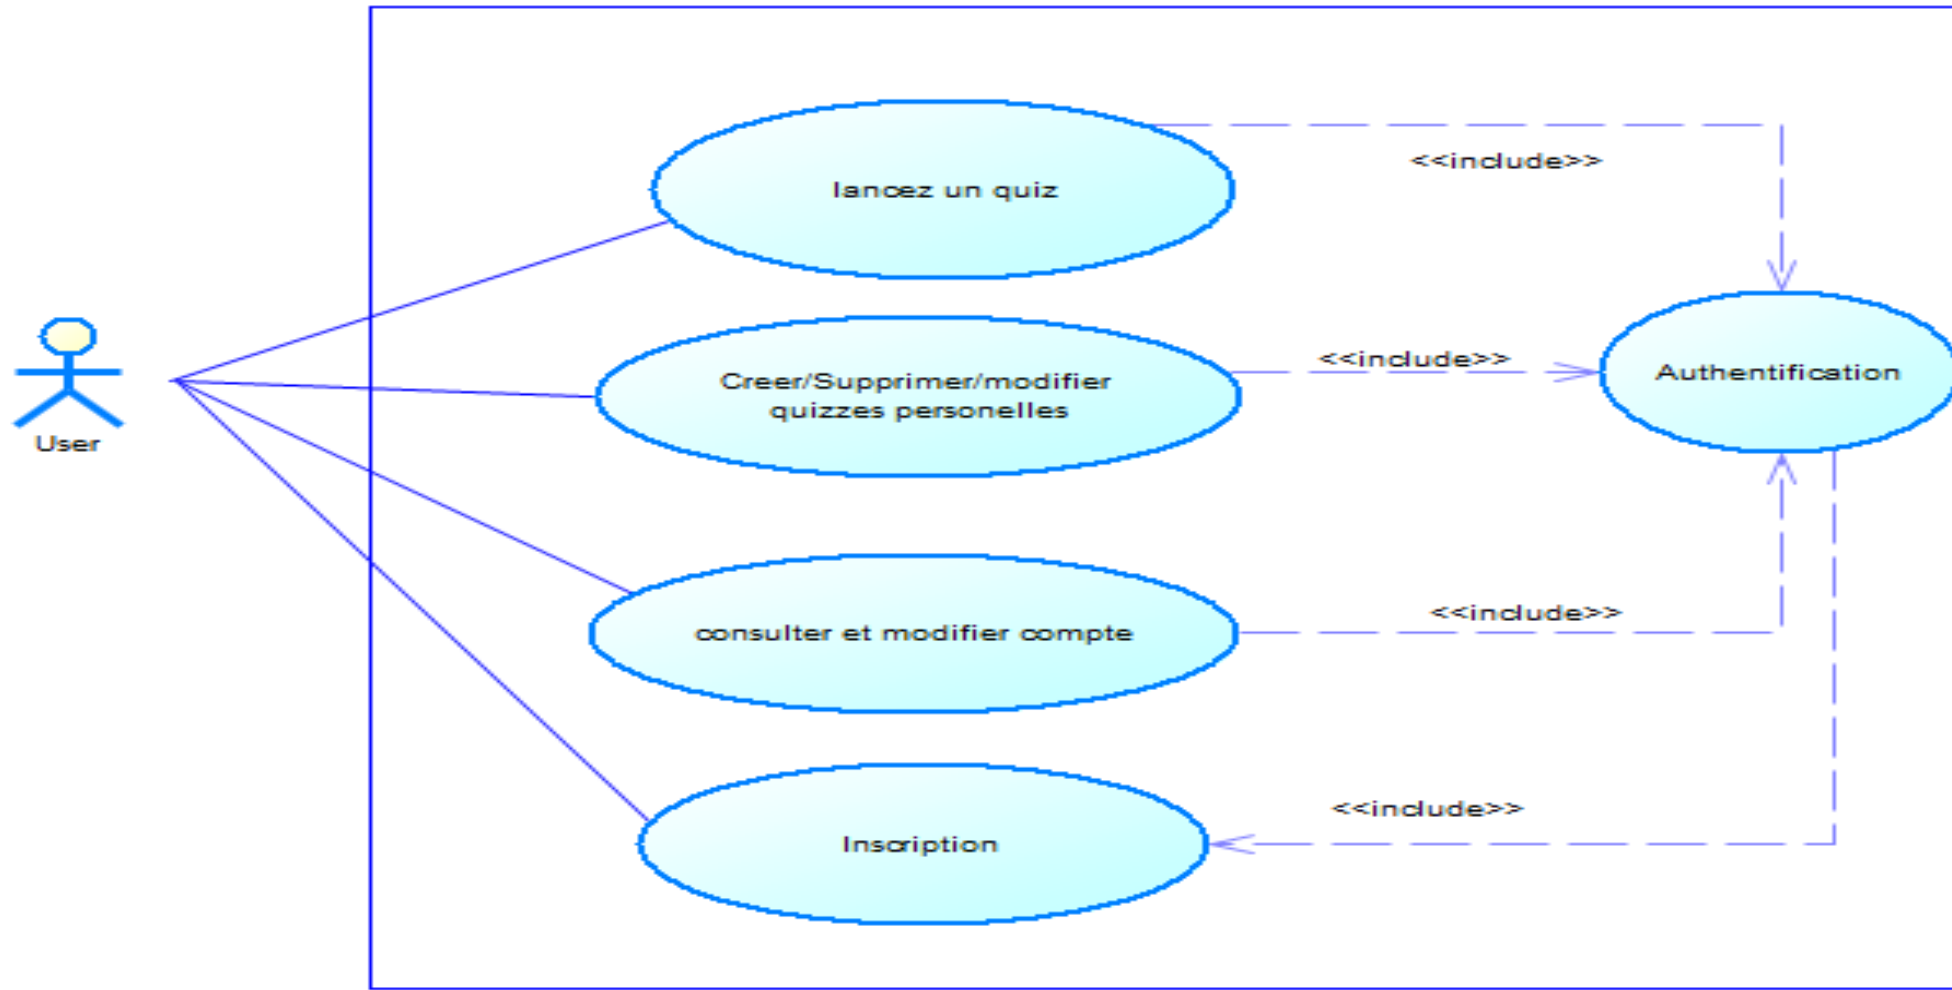 lancez un quiz
<<include>>
Creer/Supprimer/modifier
quizzes personelles
<<include>>
Authentification
User
consulter et modifier compte
<<include>>
Inscription
<<include>>